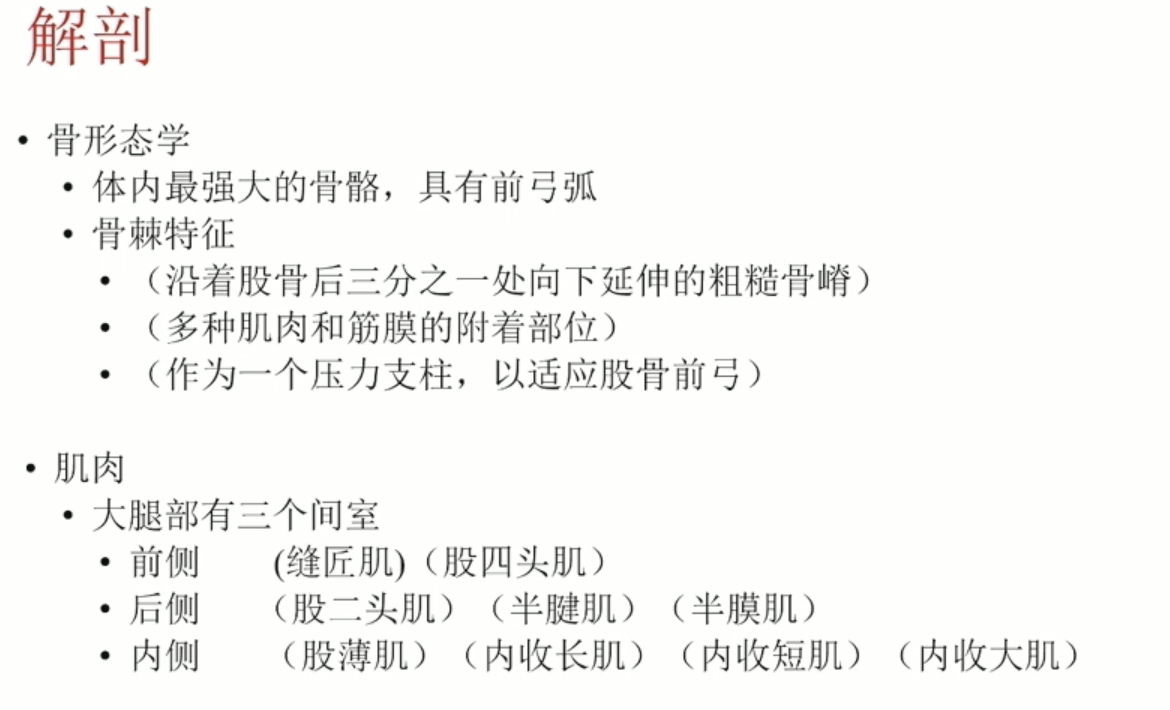 解剖
• 骨形态学
• 体内最强大的骨骼，具有前弓弧
• 骨棘特征
• （沿着股骨后三分之一处向下延伸的粗糙骨嵴）
• （多种肌肉和筋膜的附着部位）
• （作为一个压力支柱，以适应股骨前弓）
• 肌肉
• 大腿部有三个间室
• 前侧 (缝匠肌)（股四头肌）
• 后侧 （股二头肌）（半腱肌）（半膜肌）
• 内侧 （股薄肌）（内收长肌）（内收短肌）（内收大肌）